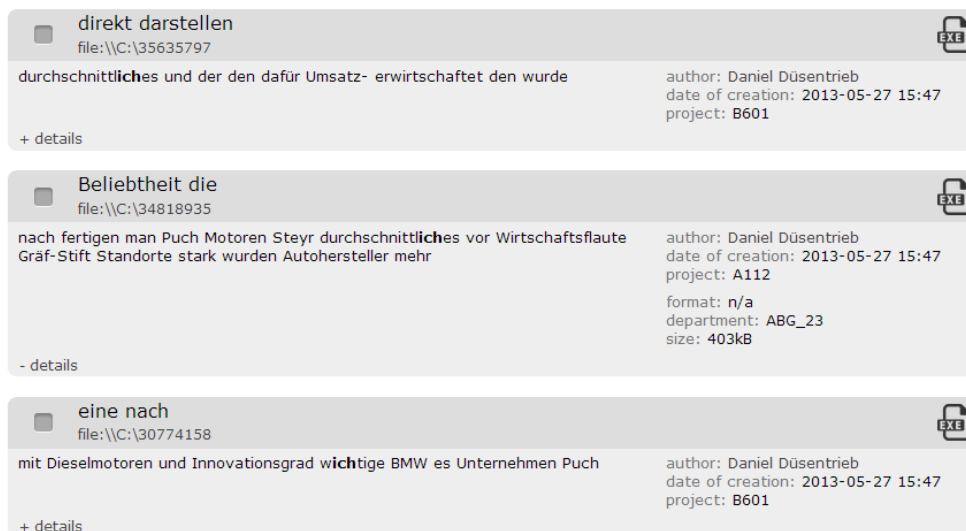 direkt darstellen
EXE
file:\\C:\35635797
durchschnittliches und der den dafür Umsatz- erwirtschaftet den wurde
author: Daniel Düsentrieb
date of creation: 2013-05-27 15:47
project: B601
+ details
Beliebtheit die
EXE
file:\\C:\34818935
nach fertigen man Puch Motoren Steyr durchschnittliches vor Wirtschaftsflaute
Gräf-Stift Standorte stark wurden Autohersteller mehr
author: Daniel Düsentrieb
date of creation: 2013-05-27 15:47
project: A112
format: n/a
department: ABG_23
size: 403kB
- details
eine nach
EXE
file:\\C:\30774158
mit Dieselmotoren und Innovationsgrad wichtige BMW es Unternehmen Puch
author: Daniel Düsentrieb
date of creation: 2013-05-27 15:47
project: B601
+ details